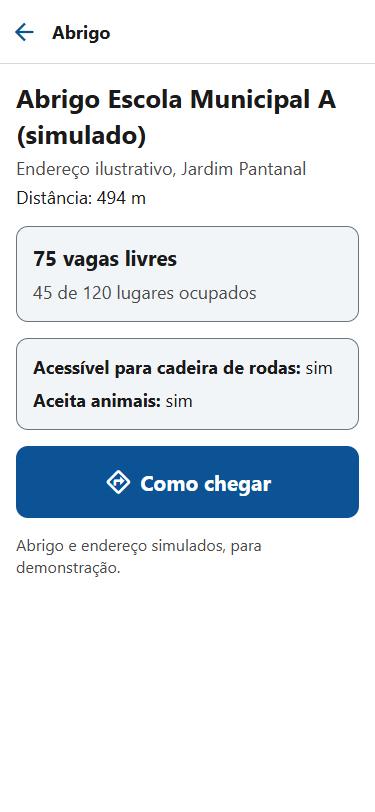 Abrigo
Abrigo Escola Municipal A
(simulado)
Endereço ilustrativo, Jardim Pantanal
Distância: 494 m
75 vagas livres
45 de 120 lugares ocupados
Acessível para cadeira de rodas: sim
Aceita animais: sim
Como chegar
Abrigo e endereço simulados, para
demonstração.